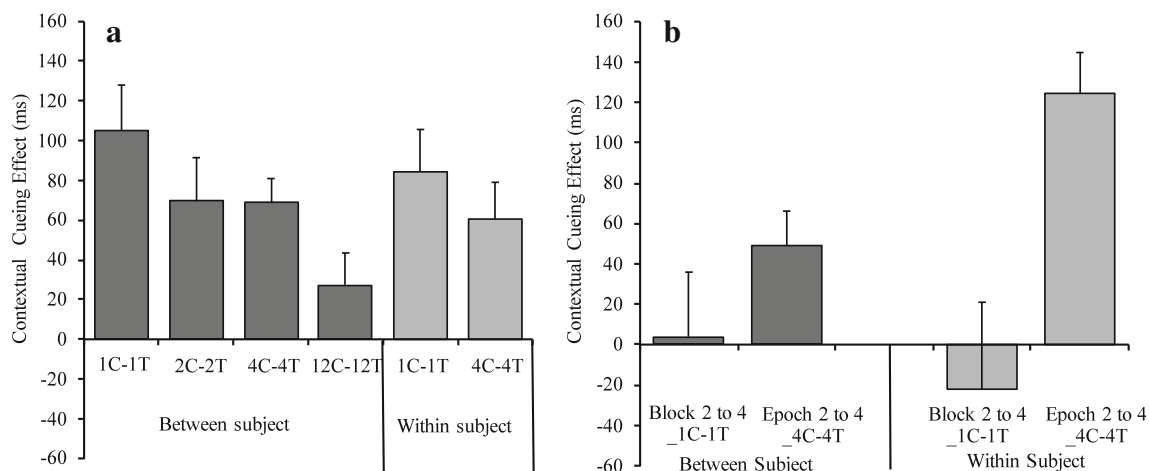 a
Contextual Cueing Effect (ms)
160
140
120
100
80
60
40
20
0
-20
-40
-60
1C-1T 2C-2T 4C-4T 12C-12T 1C-1T 4C-4T
Between subject Within subject
b
Contextual Cueing Effect (ms)
160
140
120
100
80
60
40
20
0
-20
-40
-60
Block 2 to 4 Epoch 2 to 4 Block 2 to 4 Epoch 2 to 4
_1C-1T _4C-4T _1C-1T _4C-4T
Between Subject Within Subject